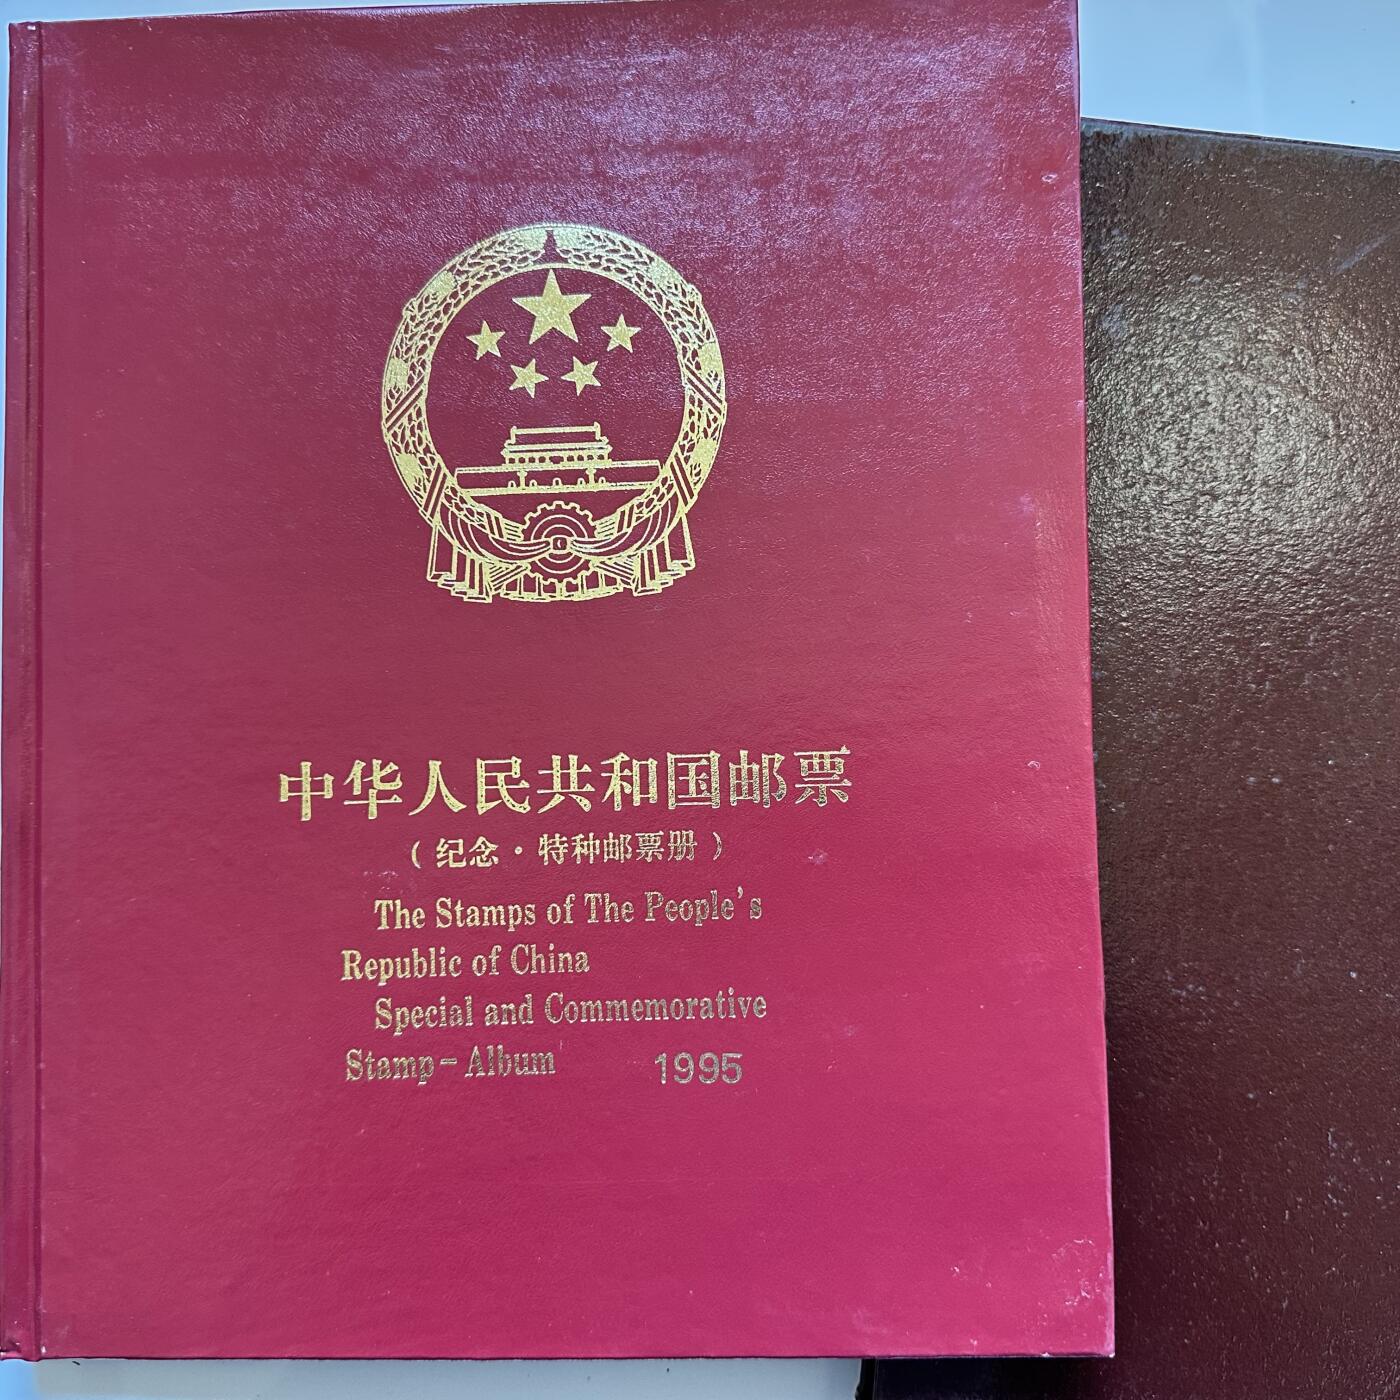 中华人民共和国邮票
（纪念·特种邮票册）
The Stamps of The People's
Republic of China
Special and Commemorative
Stamp-Album 1995